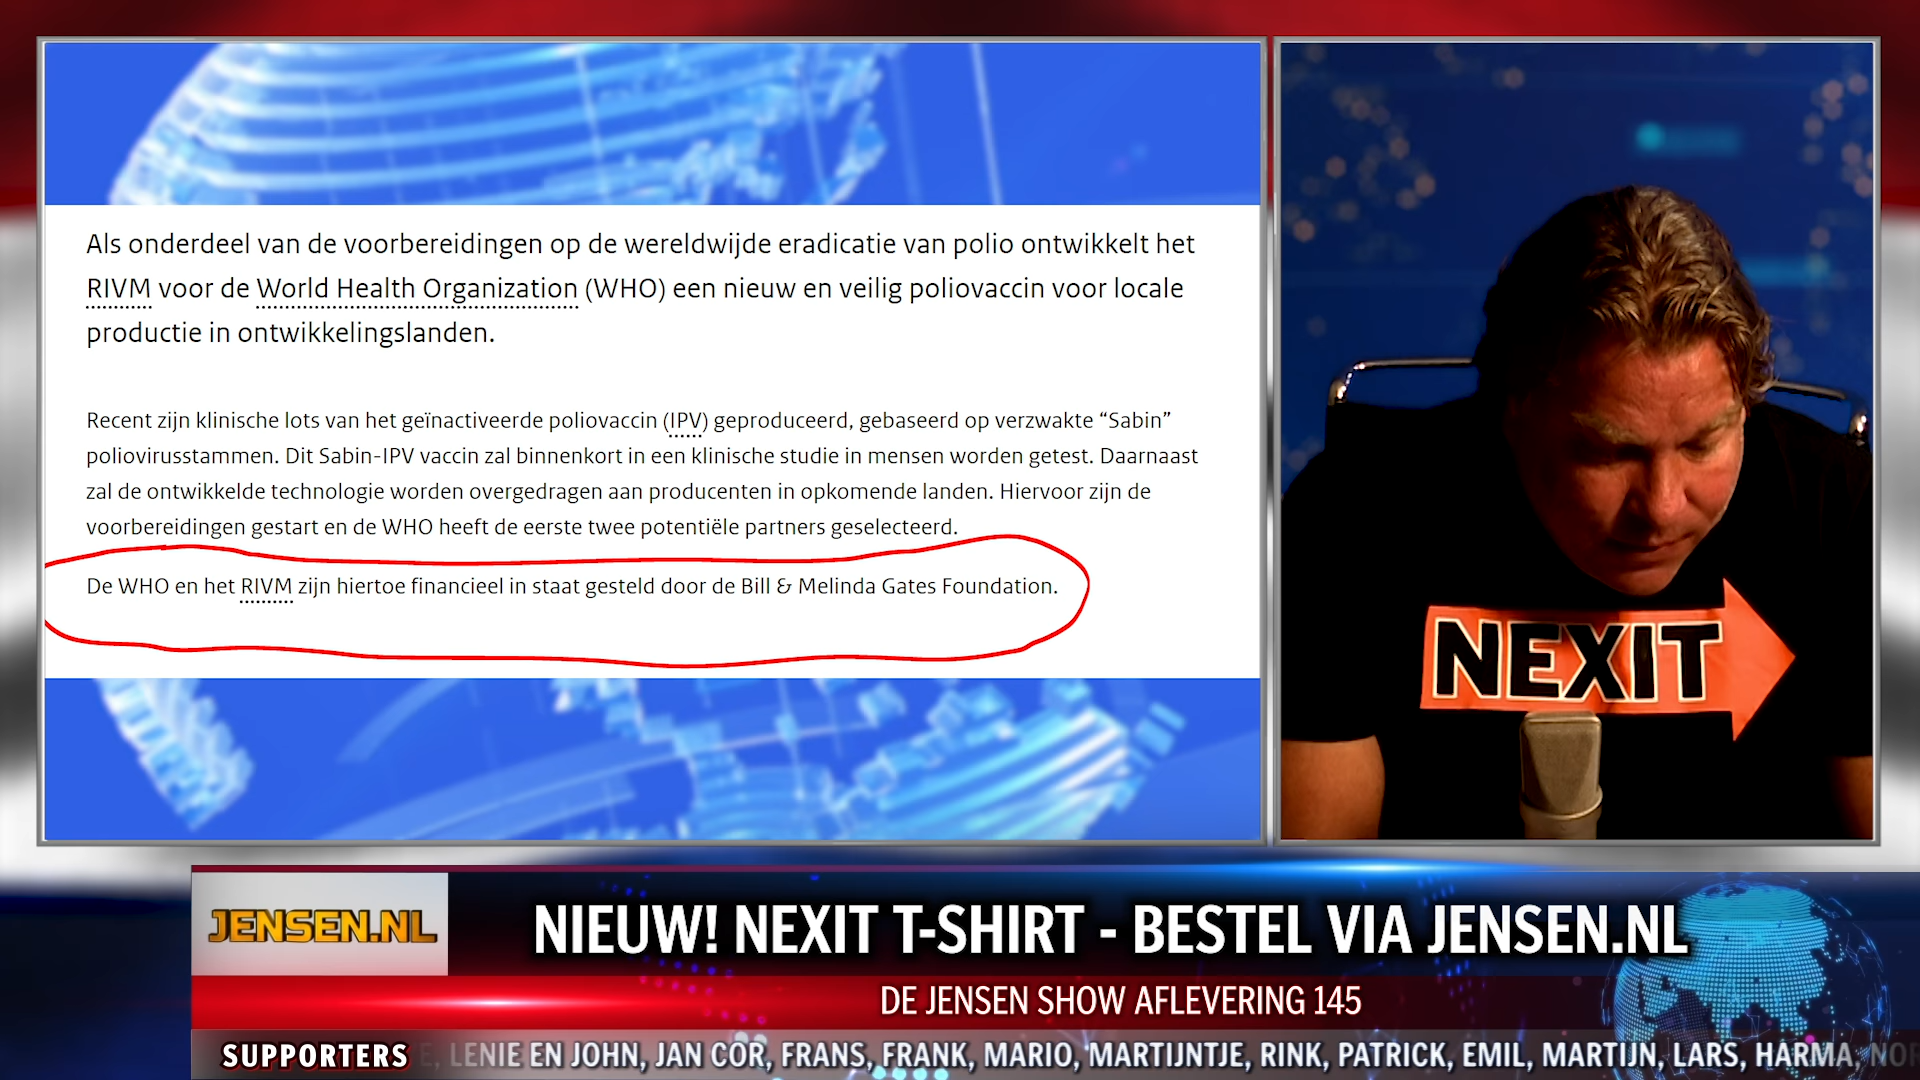 Als onderdeel van de voorbereidingen op de wereldwijde eradicatie van polio ontwikkelt het
RIVM voor de World Health Organization (WHO) een nieuw en veilig poliovaccin voor locale
productie in ontwikkelingslanden.
Recent zijn klinische lots van het geïnactiveerde poliovaccin (IPV) geproduceerd, gebaseerd op verzwakte “Sabin”
poliovirusstammen. Dit Sabin-IPV vaccin zal binnenkort in een klinische studie in mensen worden getest. Daarnaast
zal de ontwikkelde technologie worden overgedragen aan producenten in opkomende landen. Hiervoor zijn de
voorbereidingen gestart en de WHO heeft de eerste twee potentiële partners geselecteerd.
De WHO en het RIVM zijn hiertoe financieel in staat gesteld door de Bill & Melinda Gates Foundation.
NEXIT
JENSEN.NL
NIEUW! NEXIT T-SHIRT - BESTEL VIA JENSEN.NL
DE JENSEN SHOW AFLEVERING 145
SUPPORTERS
E, LENIE EN JOHN, JAN COR, FRANS, FRANK, MARIO, MARTIJNTJE, RINK, PATRICK, EMIL, MARTIJN, LARS, HARMA,